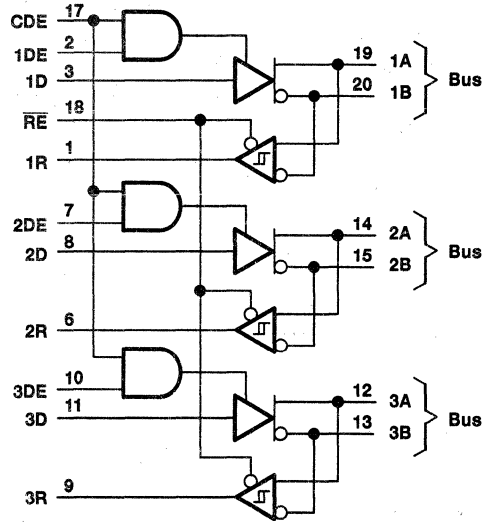 CDE 17
1DE 2
1D 3
19 1A
20 1B
Bus
R̅E̅ 18
1R 1
2DE 7
2D 8
14 2A
15 2B
Bus
2R 6
3DE 10
3D 11
12 3A
13 3B
Bus
3R 9